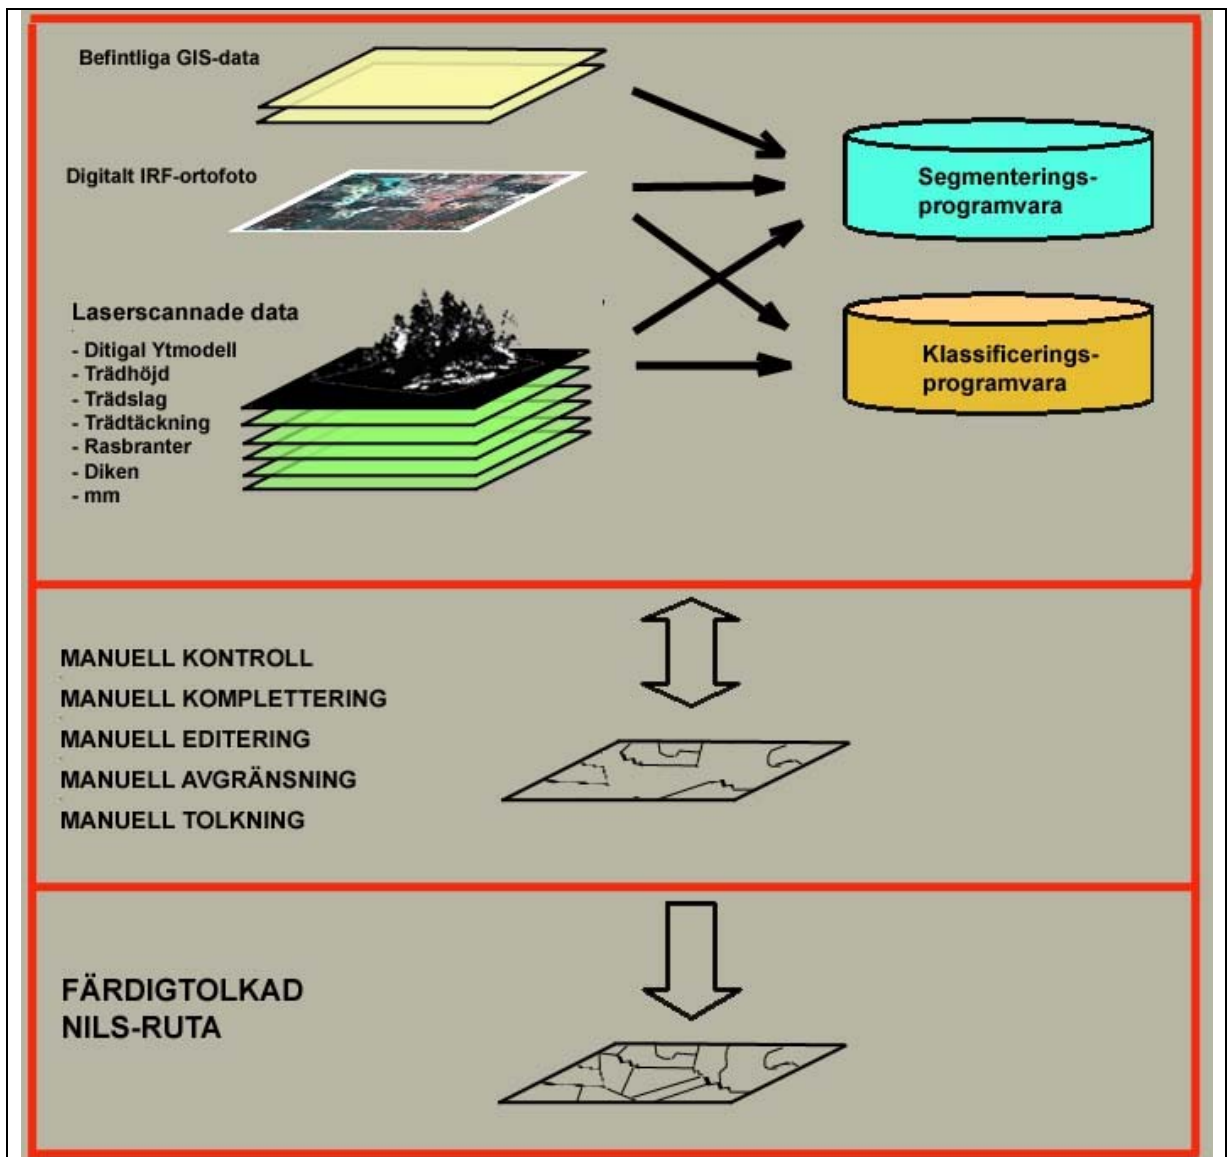 Befintliga GIS-data
Digitalt IRF-ortofoto
Segmenterings-
programvara
Laserscannade data
- Ditigal Ytmodell
- Trädhöjd
- Trädslag
- Trädtäckning
- Rasbranter
- Diken
- mm
Klassificerings-
programvara
MANUELL KONTROLL
MANUELL KOMPLETTERING
MANUELL EDITERING
MANUELL AVGRÄNSNING
MANUELL TOLKNING
FÄRDIGTOLKAD
NILS-RUTA